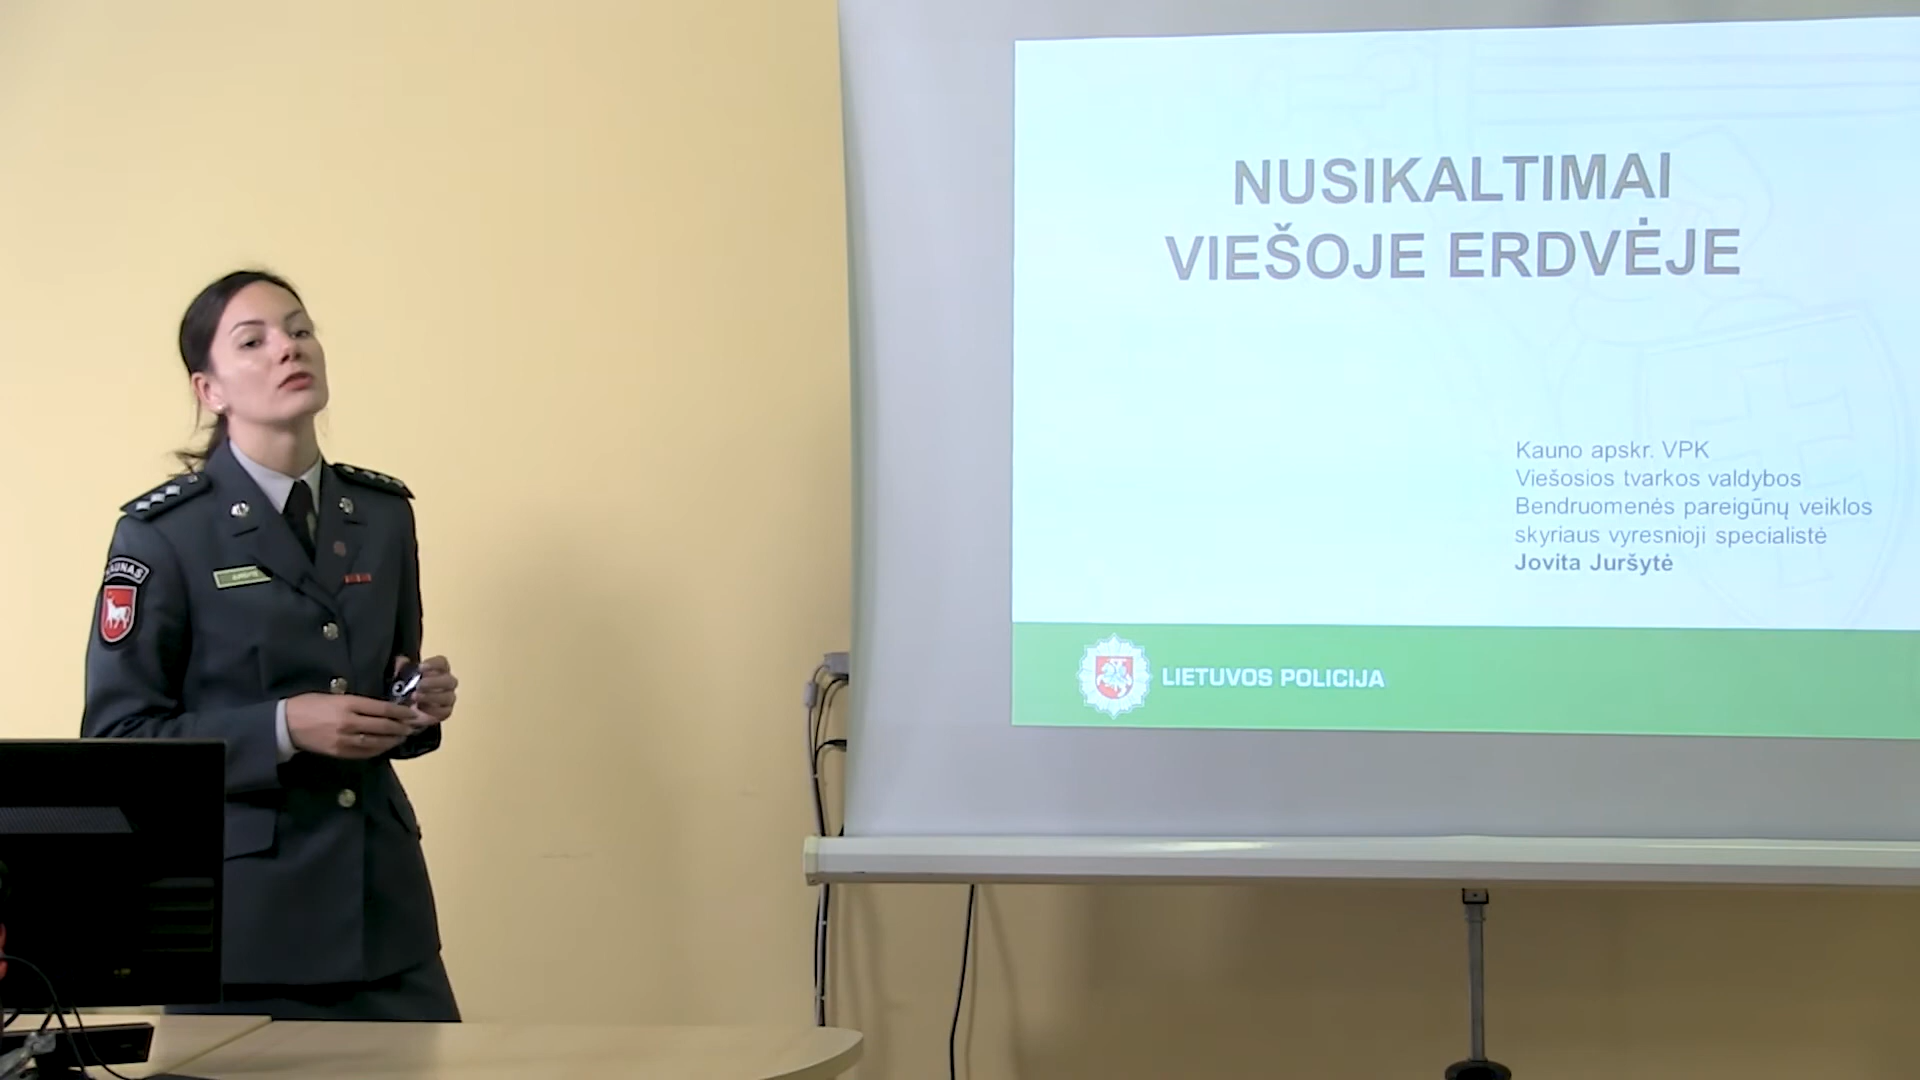 NUSIKALTIMAI
VIEŠOJE ERDVĖJE
Kauno apskr. VPK
Viešosios tvarkos valdybos
Bendruomenės pareigūnų veiklos
skyriaus vyresnioji specialistė
Jovita Juršytė
LIETUVOS POLICIJA
KAUNAS